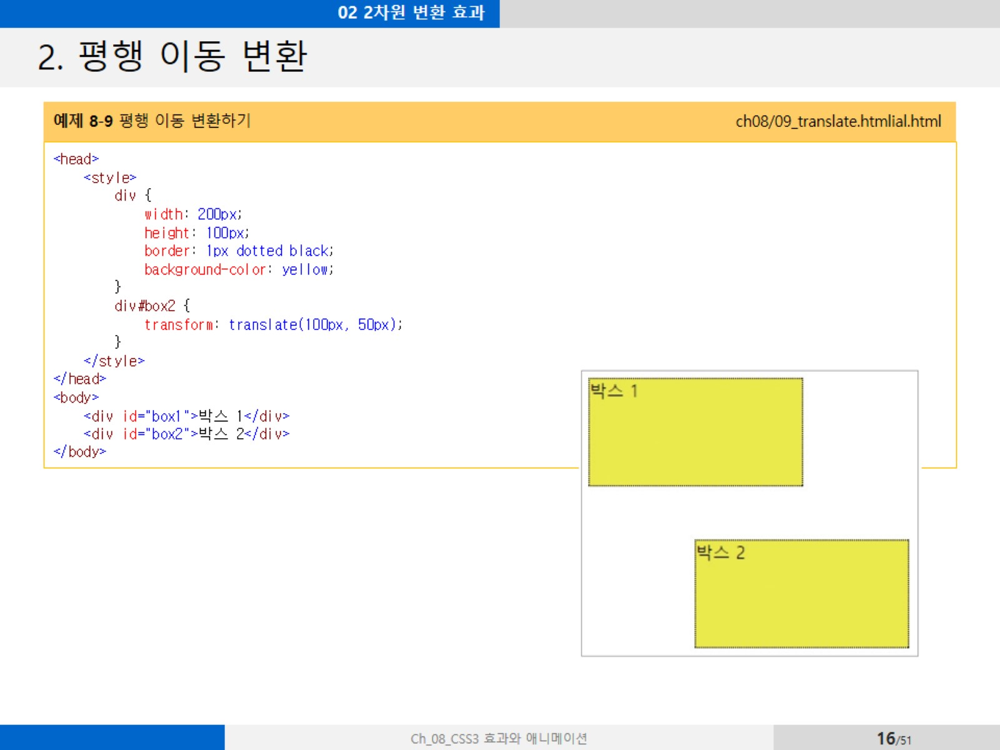 02 2차원 변환 효과
2. 평행 이동 변환
예제 8-9 평행 이동 변환하기 ch08/09_translate.htmlial.html
<head>
<style>
div {
width: 200px;
height: 100px;
border: 1px dotted black;
background-color: yellow;
}
div#box2 {
transform: translate(100px, 50px);
}
</style>
</head>
<body>
<div id="box1">박스 1</div>
<div id="box2">박스 2</div>
</body>
박스 1
박스 2
Ch_08_CSS3 효과와 애니메이션
16/51